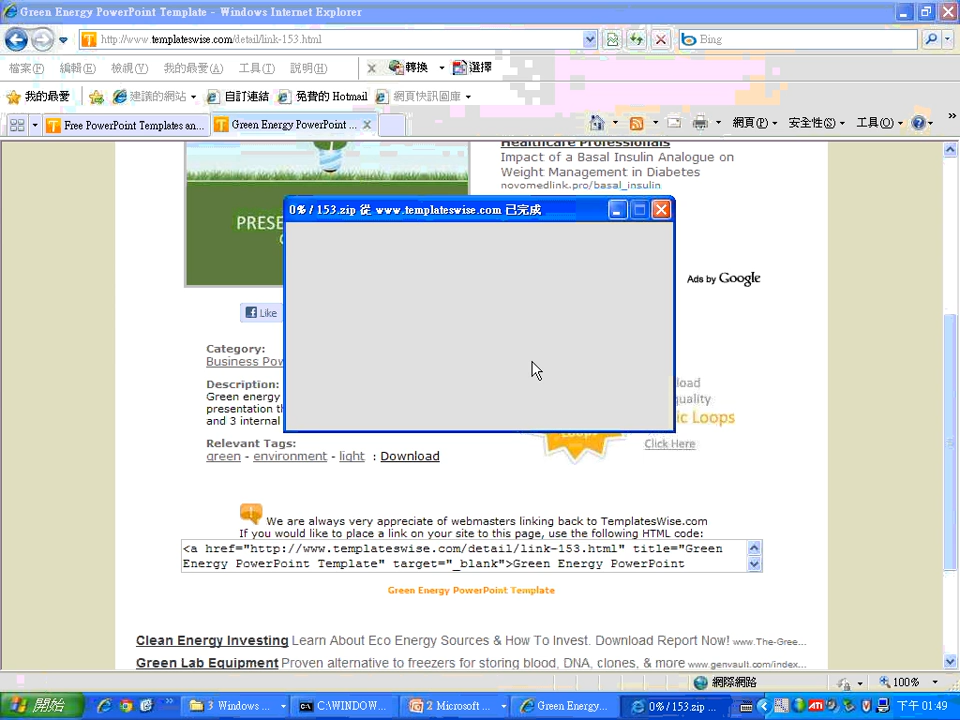 Green Energy PowerPoint Template - Windows Internet Explorer
http://www.templateswise.com/detail/link-153.html
Bing
檔案(F) 編輯(E) 檢視(V) 我的最愛(A) 工具(T) 說明(H)
轉換 選擇
我的最愛 建議的網站 自訂連結 免費的 Hotmail 網頁快訊圖庫
Free PowerPoint Templates an... Green Energy PowerPoint ... 網頁(P) 安全性(S) 工具(O)
Healthcare Professionals
Impact of a Basal Insulin Analogue on
Weight Management in Diabetes
novomedlink.pro/basal_insulin
0% / 153.zip 從 www.templateswise.com 已完成
PRESE
Ads by Google
Like
Category:
Business Pow
Description:
Green energy
presentation th
and 3 internal
load
quality
ic Loops
Loops
Click Here
Relevant Tags:
green - environment - light : Download
We are always very appreciate of webmasters linking back to TemplatesWise.com
If you would like to place a link on your site to this page, use the following HTML code:
<a href="http://www.templateswise.com/detail/link-153.html" title="Green
Energy PowerPoint Template" target="_blank">Green Energy PowerPoint
Green Energy PowerPoint Template
Clean Energy Investing Learn About Eco Energy Sources & How To Invest. Download Report Now! www.The-Gree...
Green Lab Equipment Proven alternative to freezers for storing blood, DNA, clones, & more www.genvault.com/index...
網際網路 100%
開始 3 Windows ... C:\WINDOW... 2 Microsoft ... Green Energy... 0% / 153.zip ... 下午 01:49